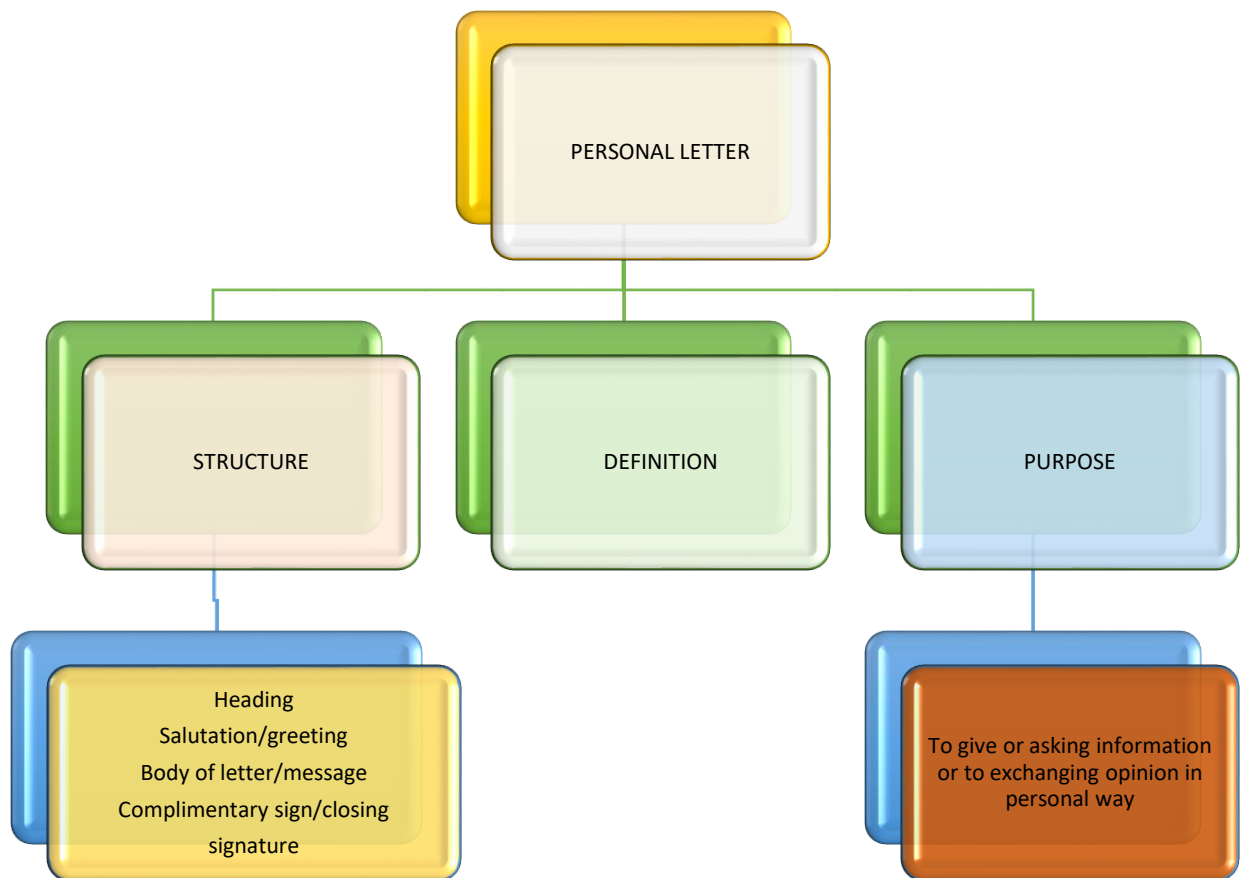 PERSONAL LETTER
STRUCTURE
DEFINITION
PURPOSE
Heading
Salutation/greeting
Body of letter/message
Complimentary sign/closing
signature
To give or asking information
or to exchanging opinion in
personal way